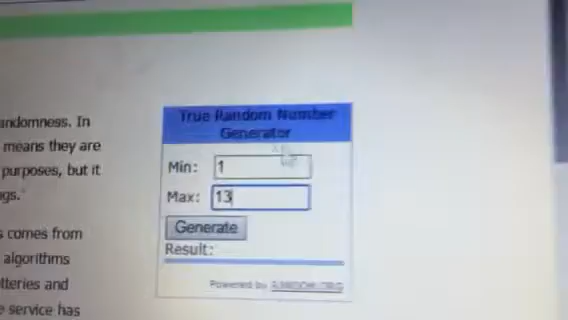 andomness. In
means they are
purposes, but it
gs.
s comes from
algorithms
tteries and
e service has
True Random Number
Generator
Min: 1
Max: 13
Generate
Result:
Powered by RANDOM.ORG